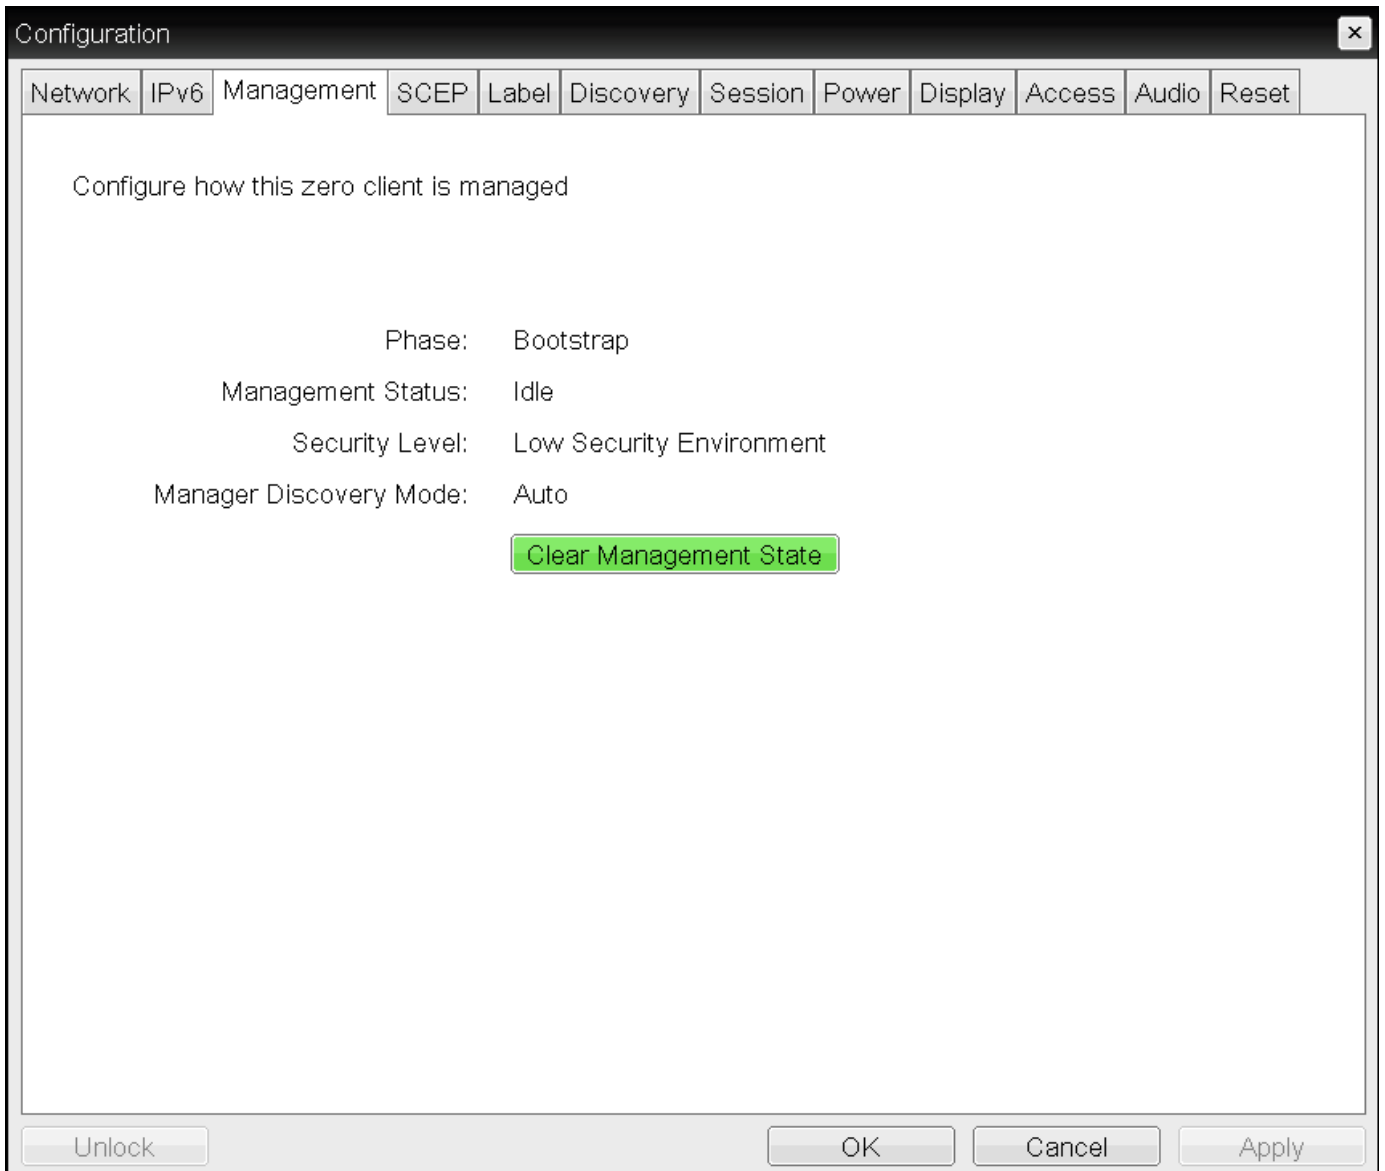 Configuration
Network IPv6 Management SCEP Label Discovery Session Power Display Access Audio Reset
Configure how this zero client is managed
Phase: Bootstrap
Management Status: Idle
Security Level: Low Security Environment
Manager Discovery Mode: Auto
Clear Management State
Unlock OK Cancel Apply